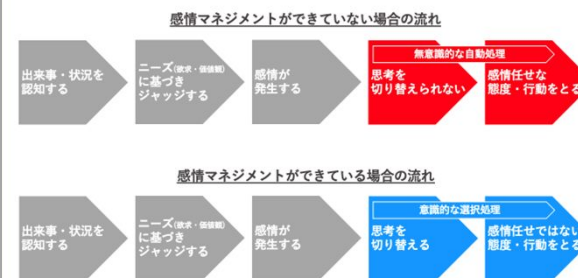 感情マネジメントができていない場合の流れ
無意識的な自動処理
出来事・状況を
認知する
ニーズ(欲求・価値観)
に基づき
ジャッジする
感情が
発生する
思考を
切り替えられない
感情任せな
態度・行動をとる
感情マネジメントができている場合の流れ
意識的な選択処理
出来事・状況を
認知する
ニーズ(欲求・価値観)
に基づき
ジャッジする
感情が
発生する
思考を
切り替える
感情任せではない
態度・行動をとる